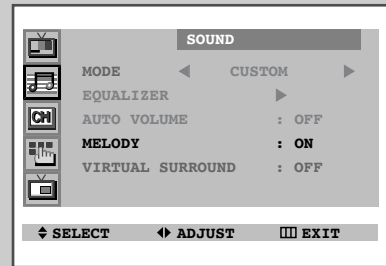 SOUND
MODE ◀ CUSTOM ▶
EQUALIZER ▶
CH AUTO VOLUME : OFF
MELODY : ON
VIRTUAL SURROUND : OFF
SELECT ADJUST EXIT